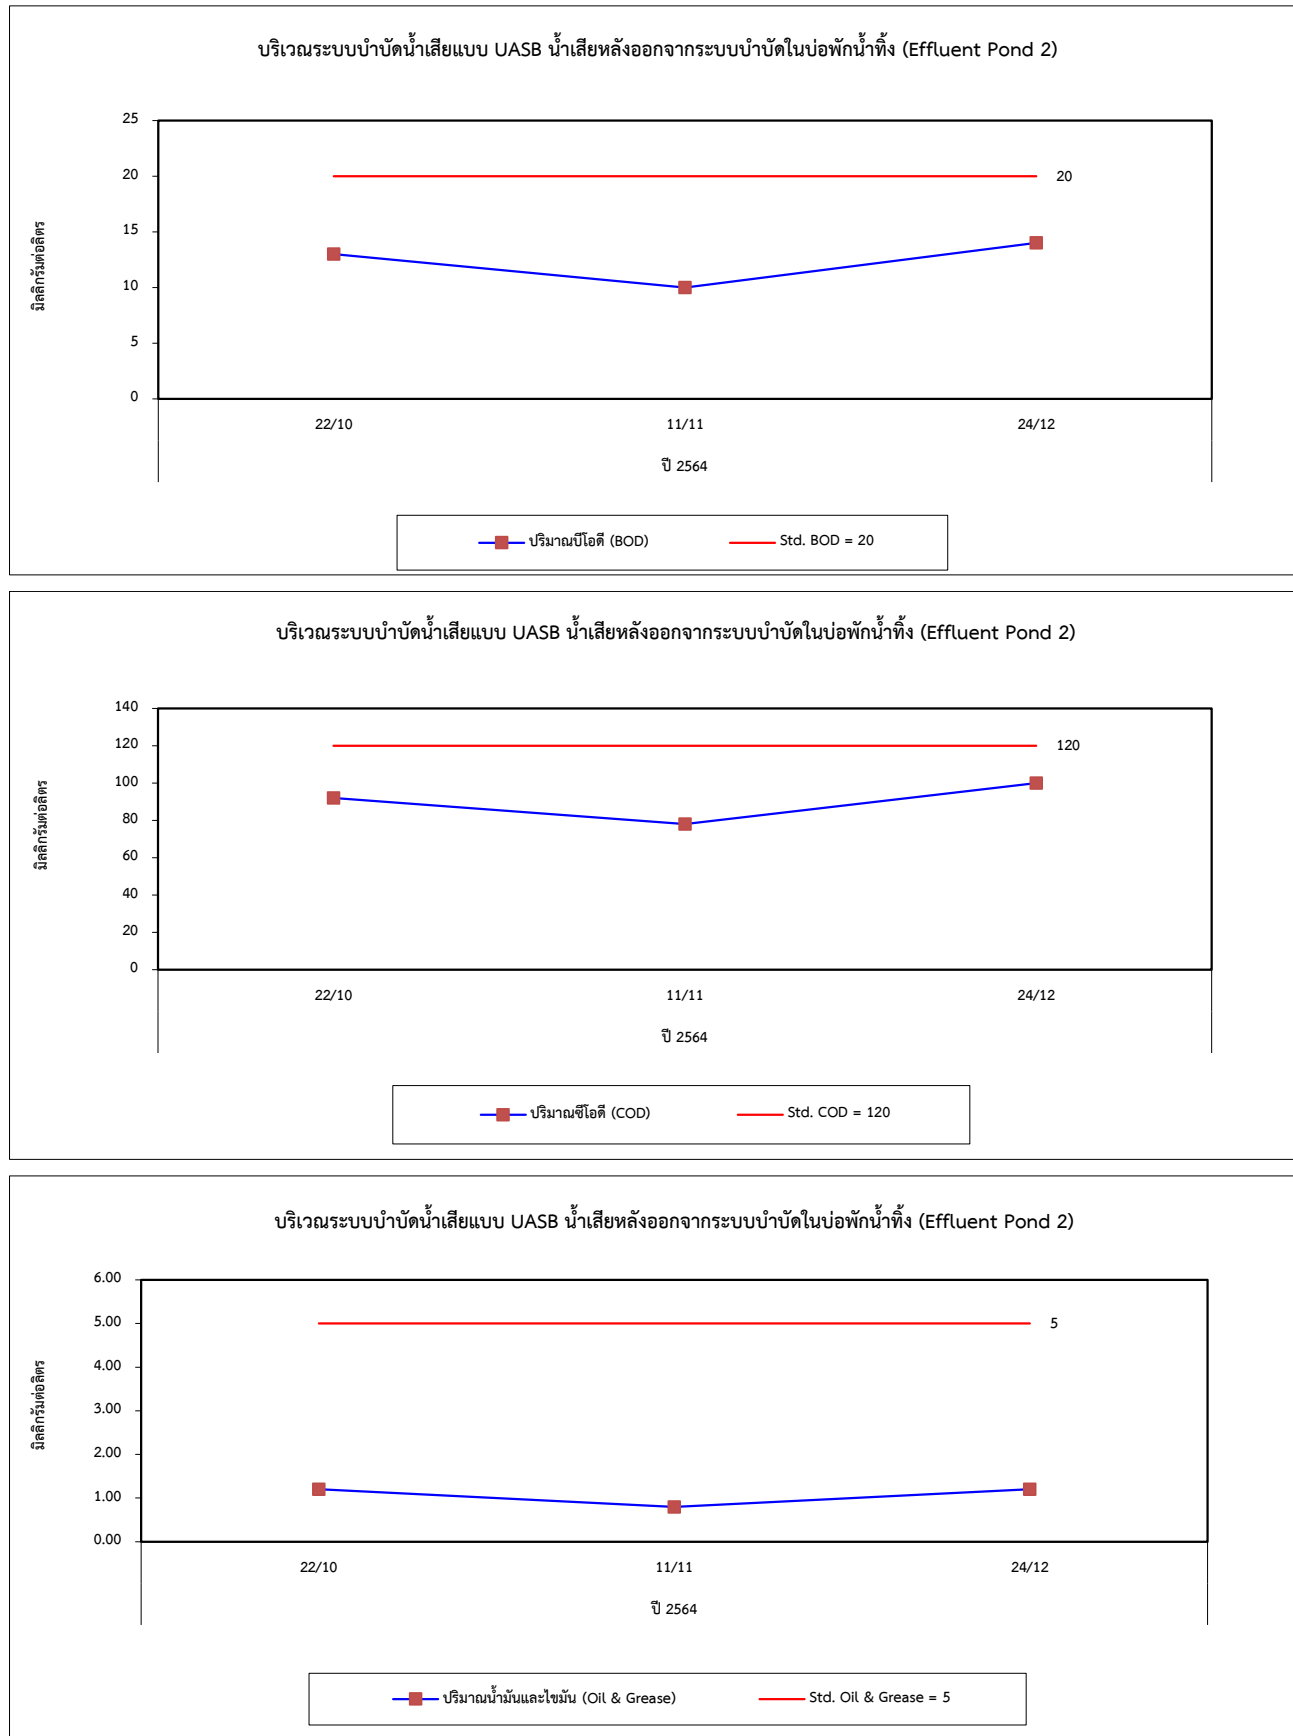 บริเวณระบบบำบัดน้ำเสียแบบ UASB น้ำเสียหลังออกจากระบบบำบัดในบ่อพักน้ำทิ้ง (Effluent Pond 2)
25
20
20
15
มิลลิกรัมต่อลิตร
10
5
0
22/10 11/11 24/12
ปี 2564
ปริมาณบีโอดี (BOD) Std. BOD = 20
บริเวณระบบบำบัดน้ำเสียแบบ UASB น้ำเสียหลังออกจากระบบบำบัดในบ่อพักน้ำทิ้ง (Effluent Pond 2)
140
120
120
100
80
มิลลิกรัมต่อลิตร
60
40
20
0
22/10 11/11 24/12
ปี 2564
ปริมาณซีโอดี (COD) Std. COD = 120
บริเวณระบบบำบัดน้ำเสียแบบ UASB น้ำเสียหลังออกจากระบบบำบัดในบ่อพักน้ำทิ้ง (Effluent Pond 2)
6.00
5.00
5
4.00
มิลลิกรัมต่อลิตร
3.00
2.00
1.00
0.00
22/10 11/11 24/12
ปี 2564
ปริมาณน้ำมันและไขมัน (Oil & Grease) Std. Oil & Grease = 5